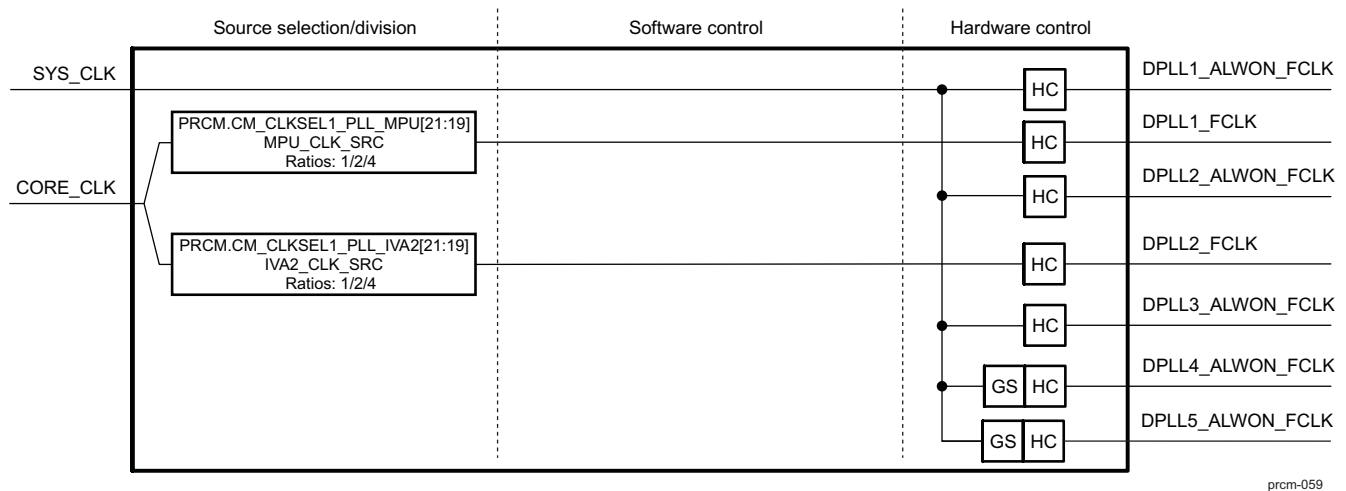 Source selection/division
Software control
Hardware control
SYS_CLK
HC
DPLL1_ALWON_FCLK
PRCM.CM_CLKSEL1_PLL_MPU[21:19]
MPU_CLK_SRC
Ratios: 1/2/4
HC
DPLL1_FCLK
CORE_CLK
HC
DPLL2_ALWON_FCLK
PRCM.CM_CLKSEL1_PLL_IVA2[21:19]
IVA2_CLK_SRC
Ratios: 1/2/4
HC
DPLL2_FCLK
HC
DPLL3_ALWON_FCLK
GS HC
DPLL4_ALWON_FCLK
GS HC
DPLL5_ALWON_FCLK
prcm-059